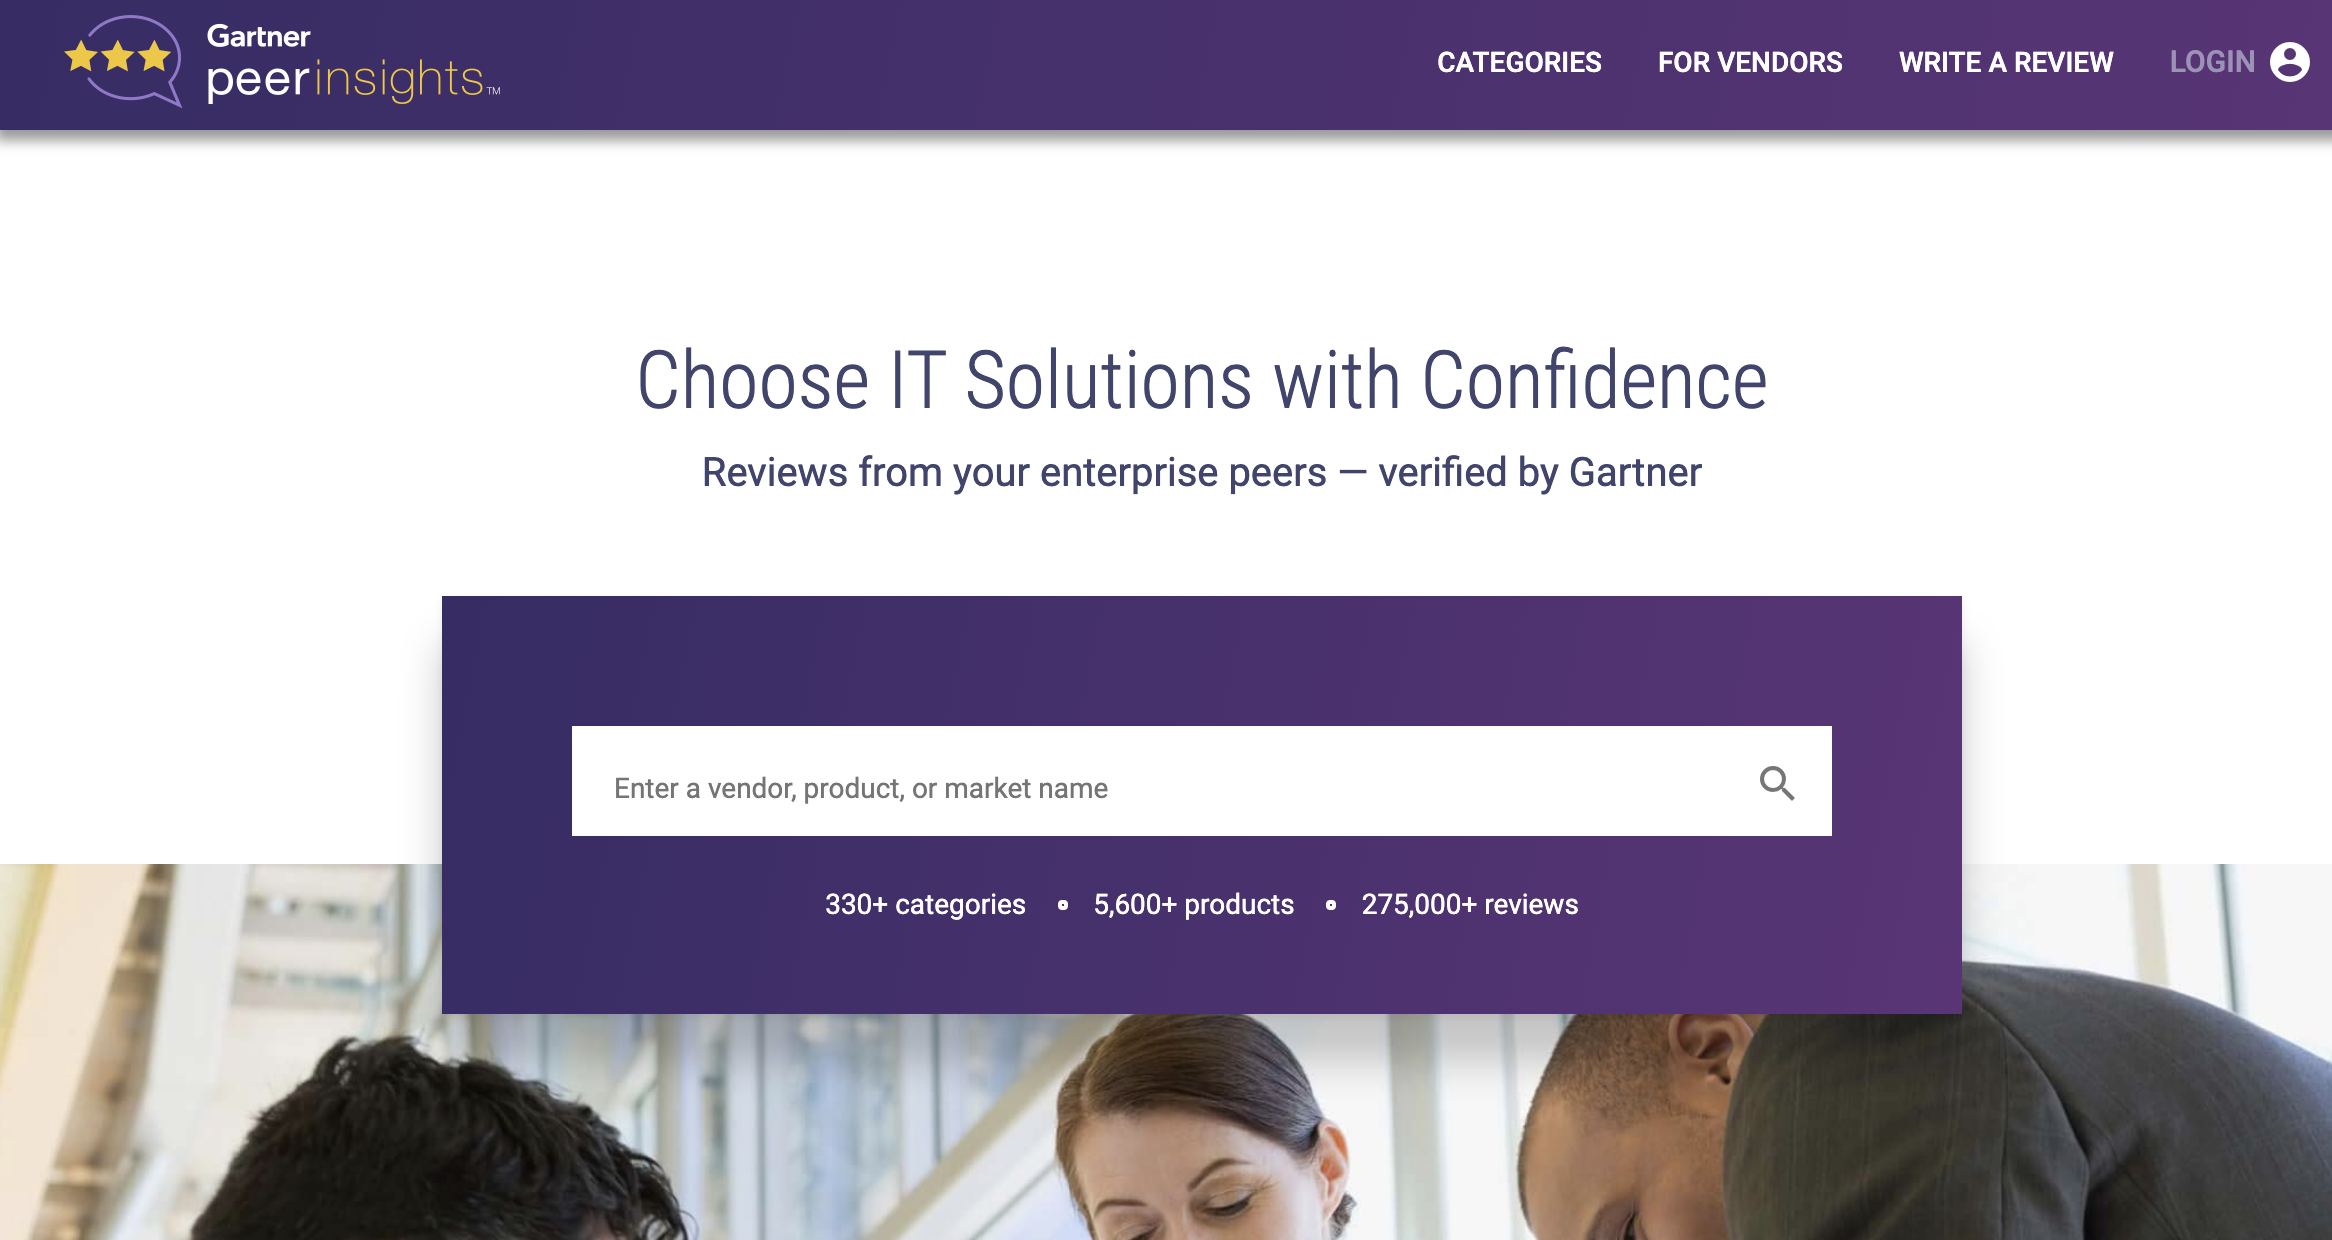 Gartner
peerinsights™
CATEGORIES FOR VENDORS WRITE A REVIEW LOGIN
Choose IT Solutions with Confidence
Reviews from your enterprise peers — verified by Gartner
Enter a vendor, product, or market name
330+ categories • 5,600+ products • 275,000+ reviews